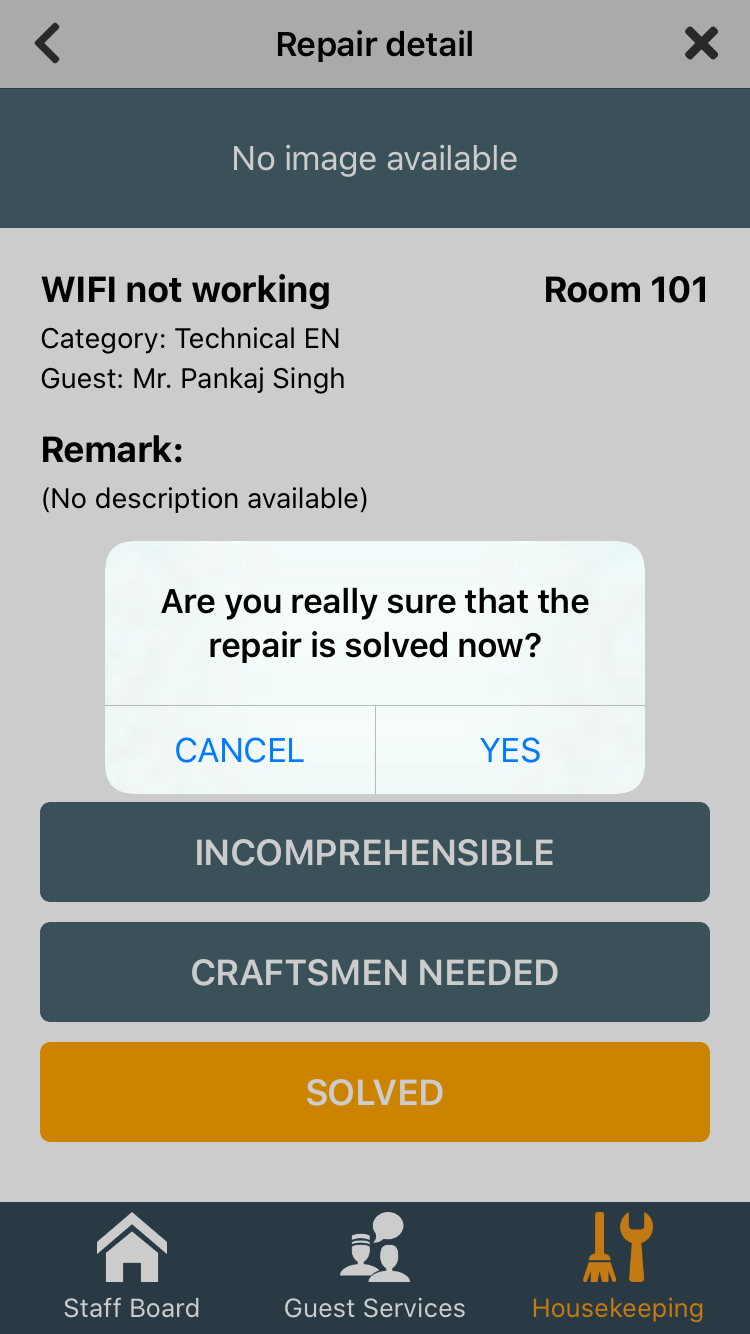 Repair detail
No image available
WIFI not working
Room 101
Category: Technical EN
Guest: Mr. Pankaj Singh
Remark:
(No description available)
Are you really sure that the
repair is solved now?
CANCEL
YES
INCOMPREHENSIBLE
CRAFTSMEN NEEDED
SOLVED
Staff Board
Guest Services
Housekeeping